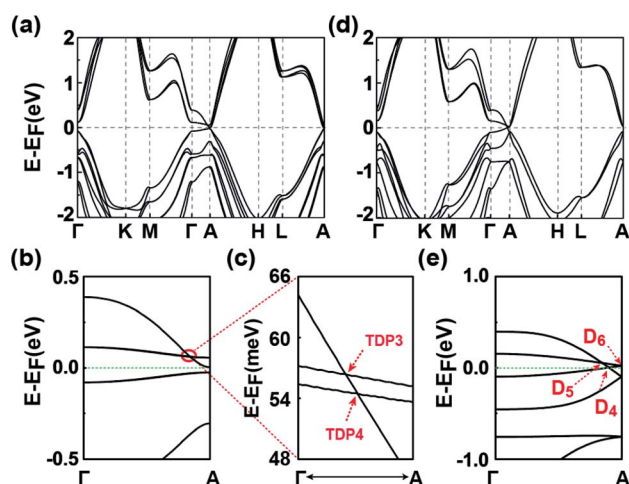 (a)
(d)
2
1
0
-1
-2
E-E_F(eV)
Γ K M Γ A H L A
2
1
0
-1
-2
E-E_F(eV)
Γ K M Γ A H L A
(b)
(c)
(e)
0.5
0.0
-0.5
E-E_F(eV)
Γ A
66
60
54
48
E-E_F(meV)
TDP3
TDP4
Γ A
1.0
0.0
-1.0
E-E_F(eV)
D_6
D_5
D_4
Γ A